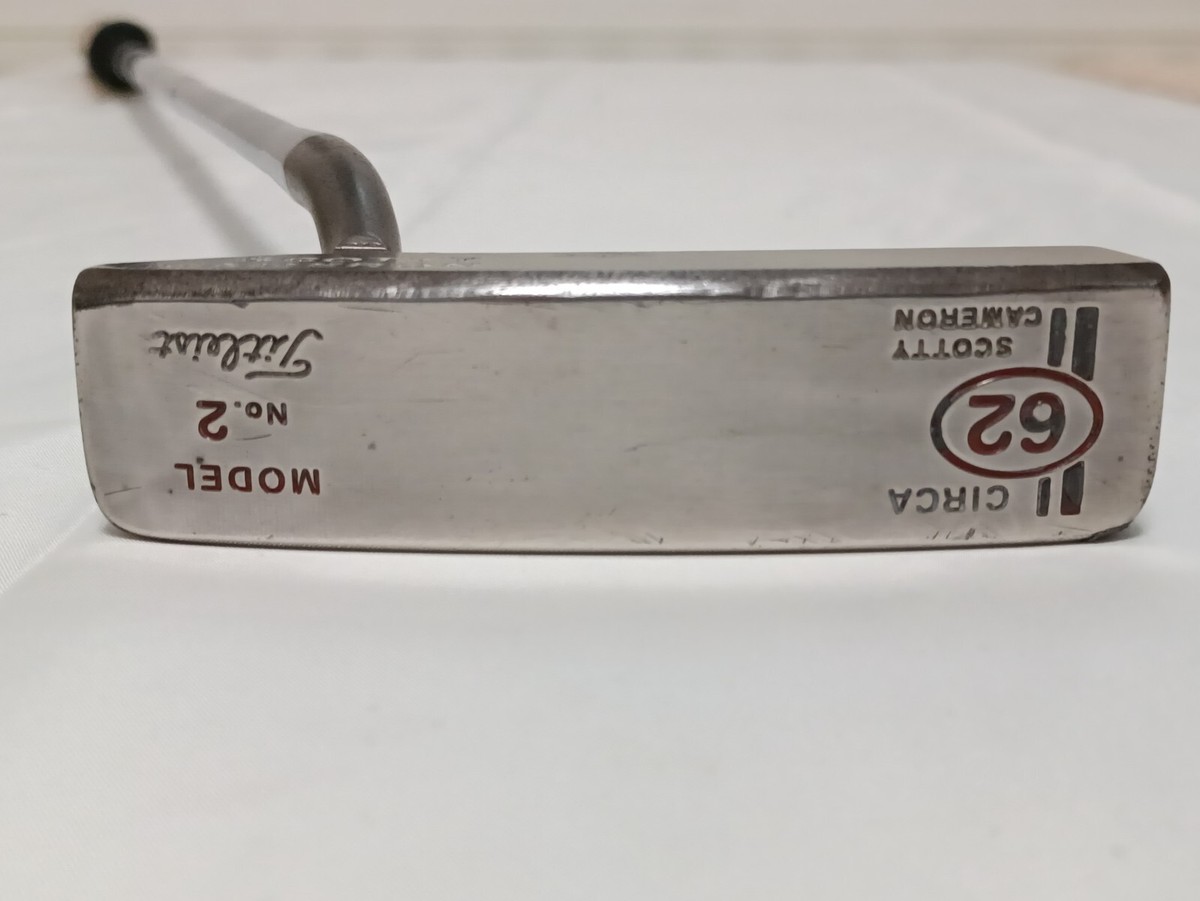 CIRCA
62
SCOTTY
CAMERON
MODEL
No.2
Titleist